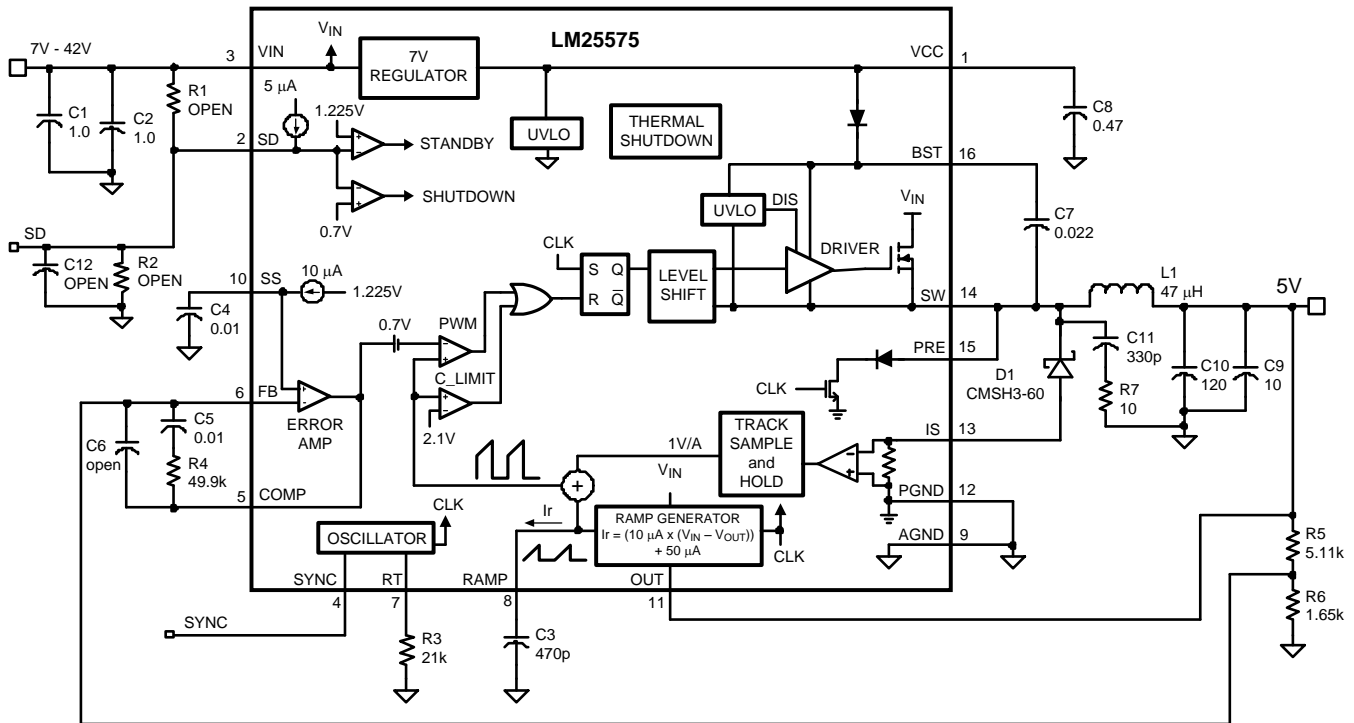 LM25575
7V - 42V
3
VIN
V_IN
7V
REGULATOR
VCC
1
C1
1.0
C2
1.0
R1
OPEN
5 µA
1.225V
2
SD
STANDBY
SHUTDOWN
0.7V
UVLO
THERMAL
SHUTDOWN
C8
0.47
BST
16
V_IN
UVLO
DIS
DRIVER
C7
0.022
SD
C12
OPEN
R2
OPEN
10
SS
10 µA
1.225V
C4
0.01
CLK
S Q
R Q̅
LEVEL
SHIFT
SW
14
L1
47 µH
5V
0.7V
PWM
C_LIMIT
2.1V
PRE
15
CLK
D1
CMSH3-60
C11
330p
R7
10
C10
120
C9
10
6
FB
ERROR
AMP
C5
0.01
C6
open
R4
49.9k
5
COMP
1V/A
TRACK
SAMPLE
and
HOLD
IS
13
+
V_IN
PGND
12
AGND
9
CLK
OSCILLATOR
Ir
RAMP GENERATOR
Ir = (10 µA x (V_IN – V_OUT))
+ 50 µA
CLK
SYNC
RT
RAMP
OUT
4
7
8
11
SYNC
R3
21k
C3
470p
R5
5.11k
R6
1.65k